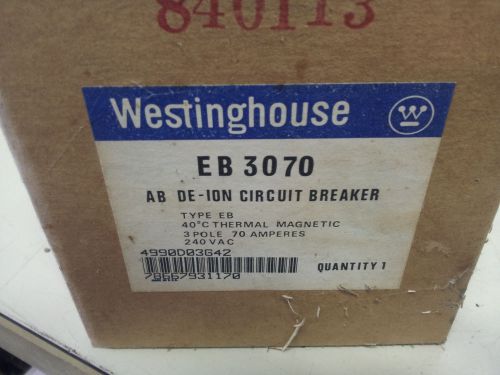 840113
Westinghouse
W
EB 3070
AB DE-ION CIRCUIT BREAKER
TYPE EB
40°C THERMAL MAGNETIC
3 POLE 70 AMPERES
240 VAC
4990D03G42
QUANTITY 1